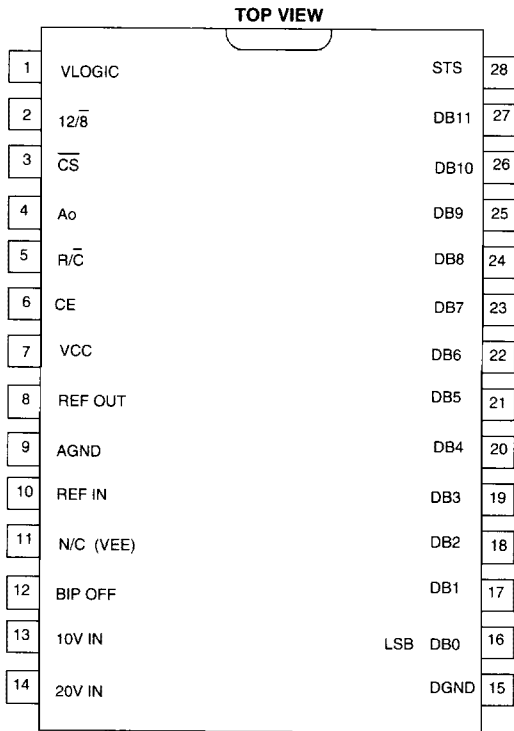 TOP VIEW
1 VLOGIC STS 28
2 12/8̅ DB11 27
3 C̅S̅ DB10 26
4 Ao DB9 25
5 R/C̅ DB8 24
6 CE DB7 23
7 VCC DB6 22
8 REF OUT DB5 21
9 AGND DB4 20
10 REF IN DB3 19
11 N/C (VEE) DB2 18
12 BIP OFF DB1 17
13 10V IN LSB DB0 16
14 20V IN DGND 15